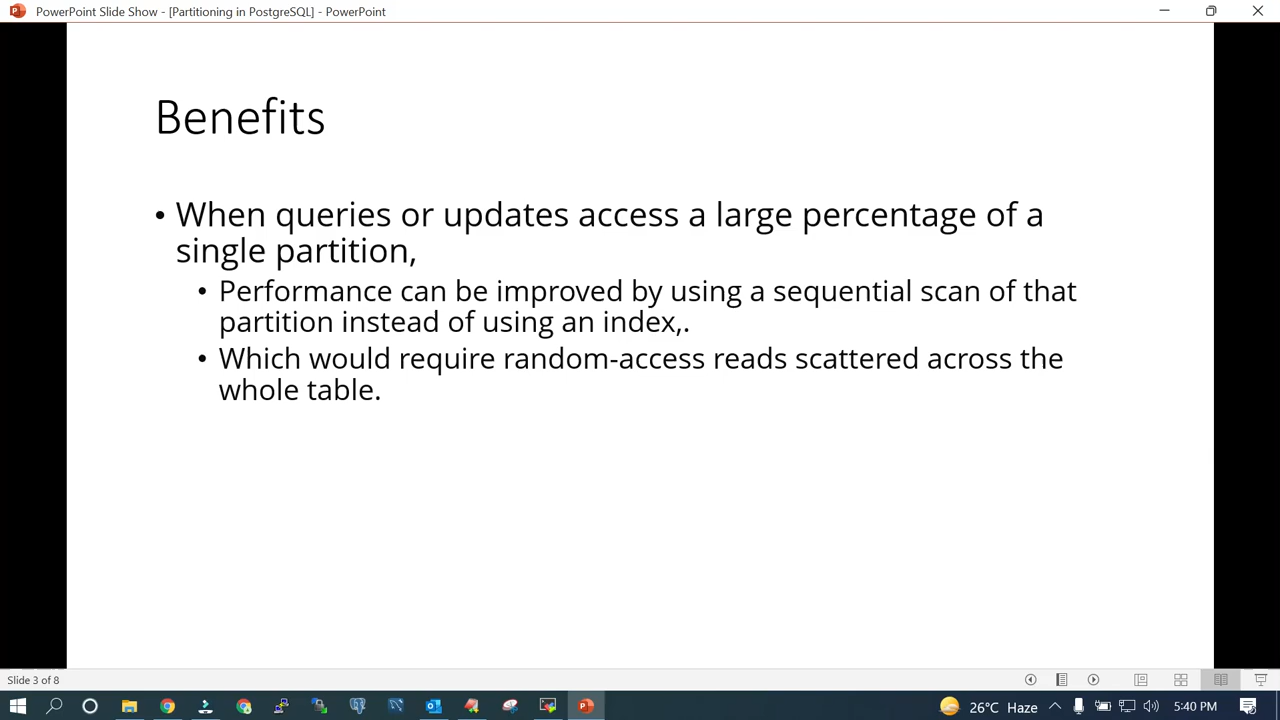 PowerPoint Slide Show - [Partitioning in PostgreSQL] - PowerPoint
Benefits
• When queries or updates access a large percentage of a
single partition,
• Performance can be improved by using a sequential scan of that
partition instead of using an index,.
• Which would require random-access reads scattered across the
whole table.
Slide 3 of 8
26°C Haze
5:40 PM